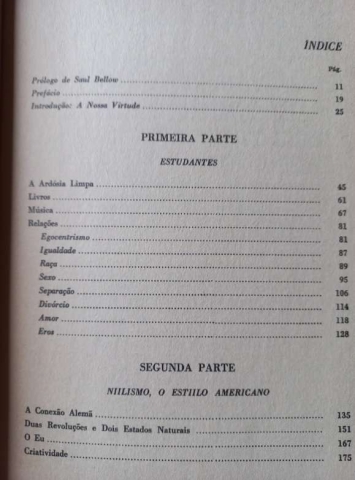 INDICE
Pág.
Prólogo de Saul Bellow 11
Prefácio 19
Introdução: A Nossa Virtude 25
PRIMEIRA PARTE
ESTUDANTES
A Ardósia Limpa 45
Livros 61
Música 67
Relações 81
Egocentrismo 81
Igualdade 87
Raça 89
Sexo 95
Separação 106
Divórcio 114
Amor 118
Eros 128
SEGUNDA PARTE
NIILISMO, O ESTIILO AMERICANO
A Conexão Alemã 135
Duas Revoluções e Dois Estados Naturais 151
O Eu 167
Criatividade 175